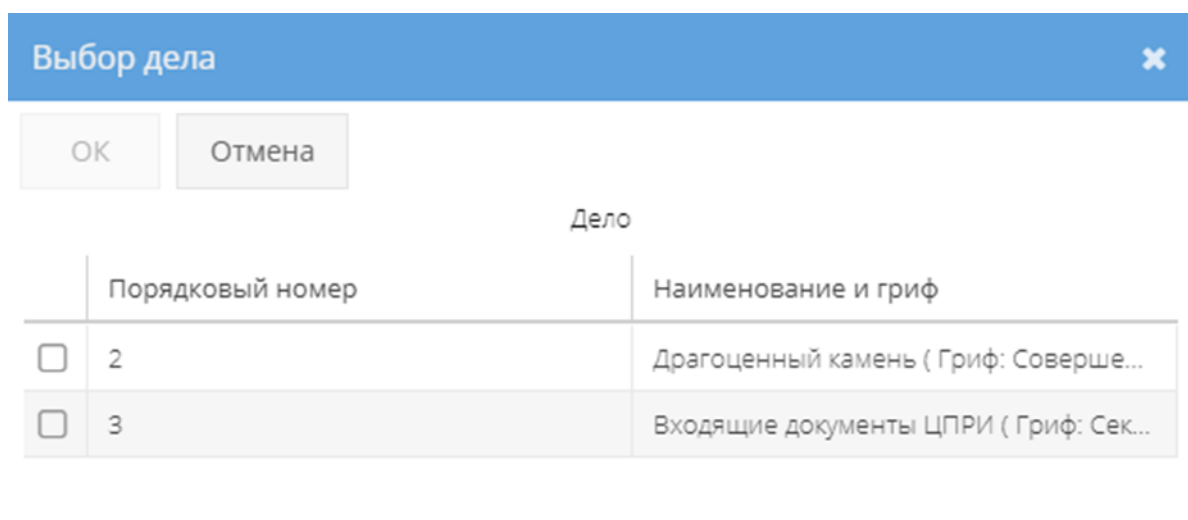 Выбор дела
ОК Отмена
Дело
Порядковый номер Наименование и гриф
2 Драгоценный камень ( Гриф: Соверше...
3 Входящие документы ЦПРИ ( Гриф: Сек...